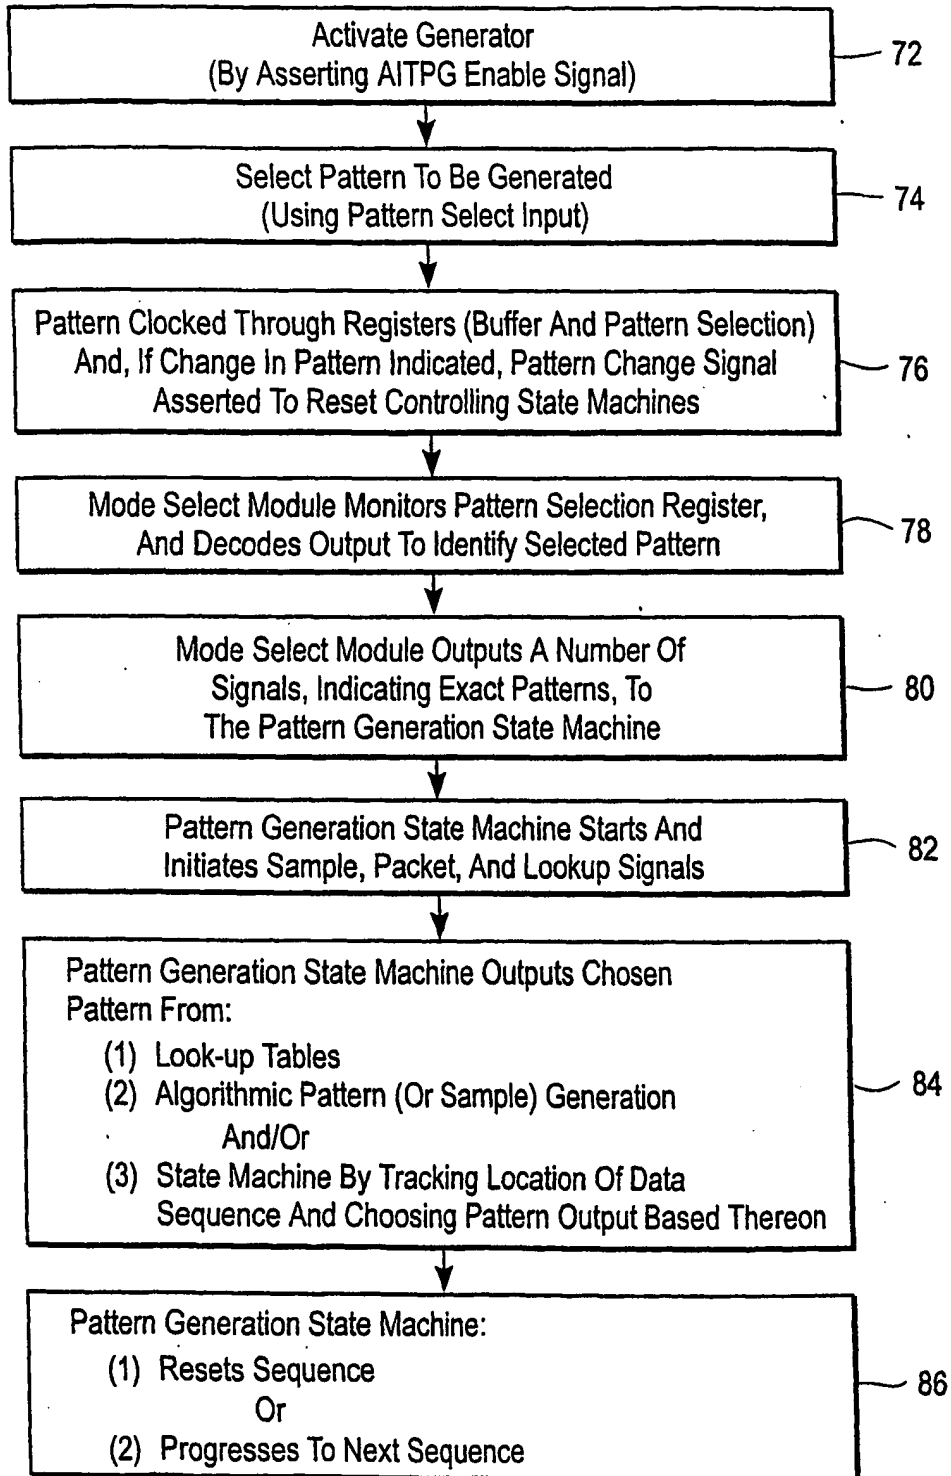 Activate Generator
(By Asserting AITPG Enable Signal)
72
Select Pattern To Be Generated
(Using Pattern Select Input)
74
Pattern Clocked Through Registers (Buffer And Pattern Selection)
And, If Change In Pattern Indicated, Pattern Change Signal
Asserted To Reset Controlling State Machines
76
Mode Select Module Monitors Pattern Selection Register,
And Decodes Output To Identify Selected Pattern
78
Mode Select Module Outputs A Number Of
Signals, Indicating Exact Patterns, To
The Pattern Generation State Machine
80
Pattern Generation State Machine Starts And
Initiates Sample, Packet, And Lookup Signals
82
Pattern Generation State Machine Outputs Chosen
Pattern From:
(1) Look-up Tables
(2) Algorithmic Pattern (Or Sample) Generation
And/Or
(3) State Machine By Tracking Location Of Data
Sequence And Choosing Pattern Output Based Thereon
84
Pattern Generation State Machine:
(1) Resets Sequence
Or
(2) Progresses To Next Sequence
86